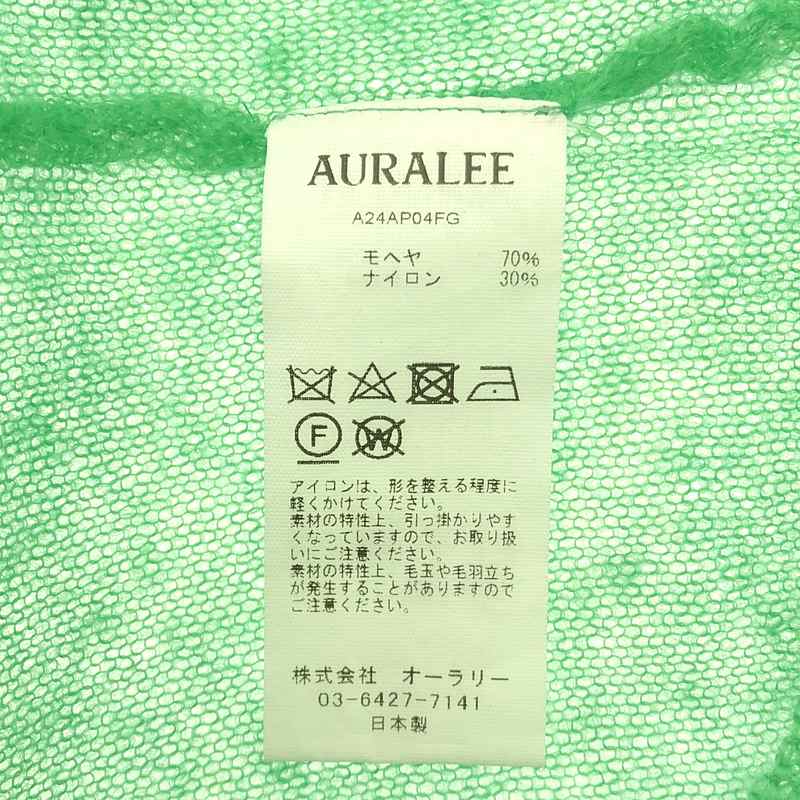 AURALEE
A24AP04FG
モヘヤ 70%
ナイロン 30%
F W
アイロンは、形を整える程度に
軽くかけてください。
素材の特性上、引っ掛かりやす
くなっていますので、お取り扱
いにご注意ください。
素材の特性上、毛玉や毛羽立ち
が発生することがありますので
ご注意ください。
株式会社 オーラリー
03-6427-7141
日本製